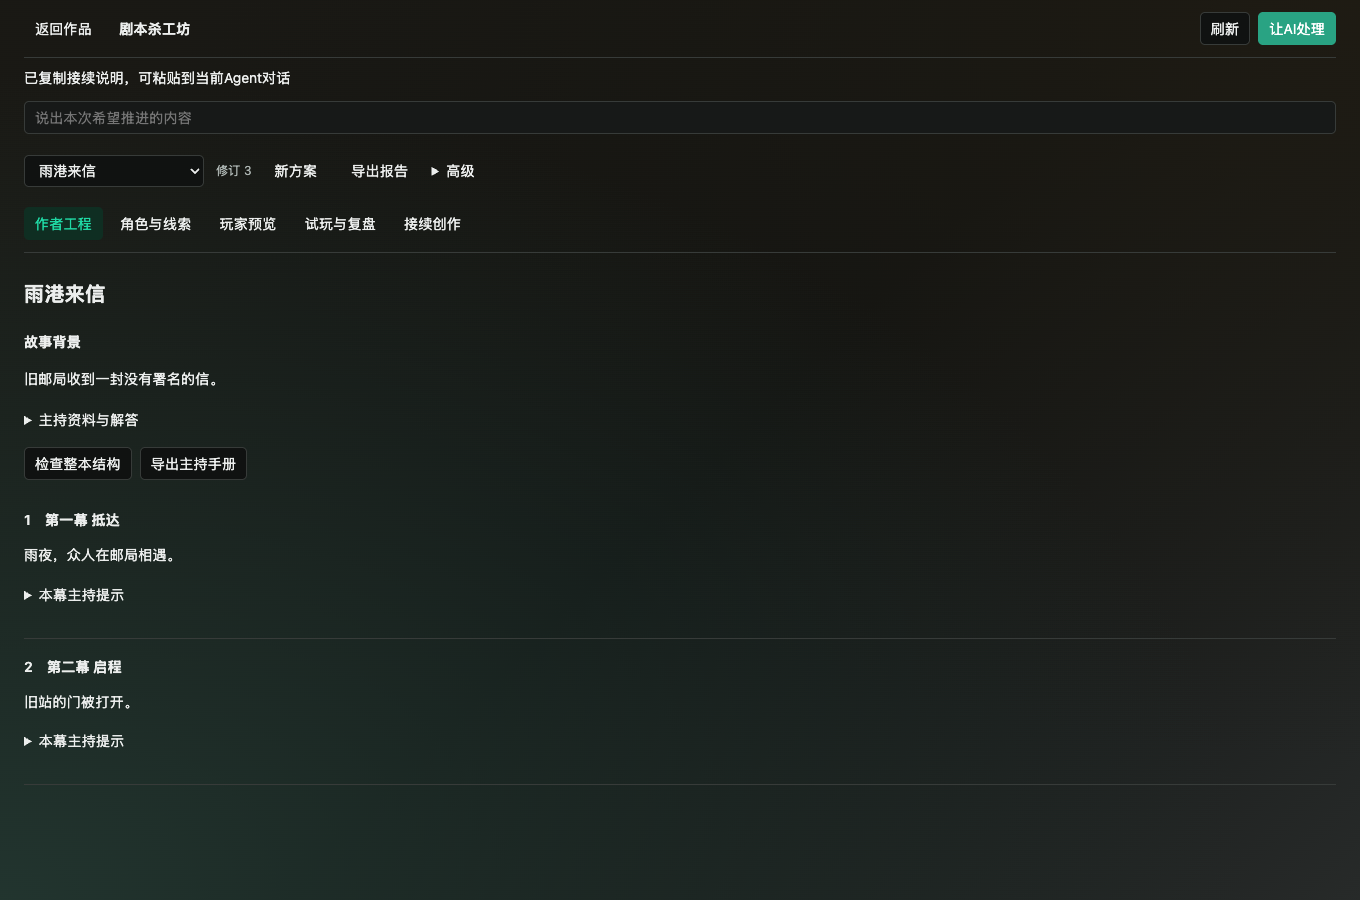 返回作品 剧本杀工坊 刷新 让AI处理
已复制接续说明，可粘贴到当前Agent对话
说出本次希望推进的内容
雨港来信 修订 3 新方案 导出报告 ▶ 高级
作者工程 角色与线索 玩家预览 试玩与复盘 接续创作
雨港来信
故事背景
旧邮局收到一封没有署名的信。
▶ 主持资料与解答
检查整本结构 导出主持手册
1 第一幕 抵达
雨夜，众人在邮局相遇。
▶ 本幕主持提示
2 第二幕 启程
旧站的门被打开。
▶ 本幕主持提示